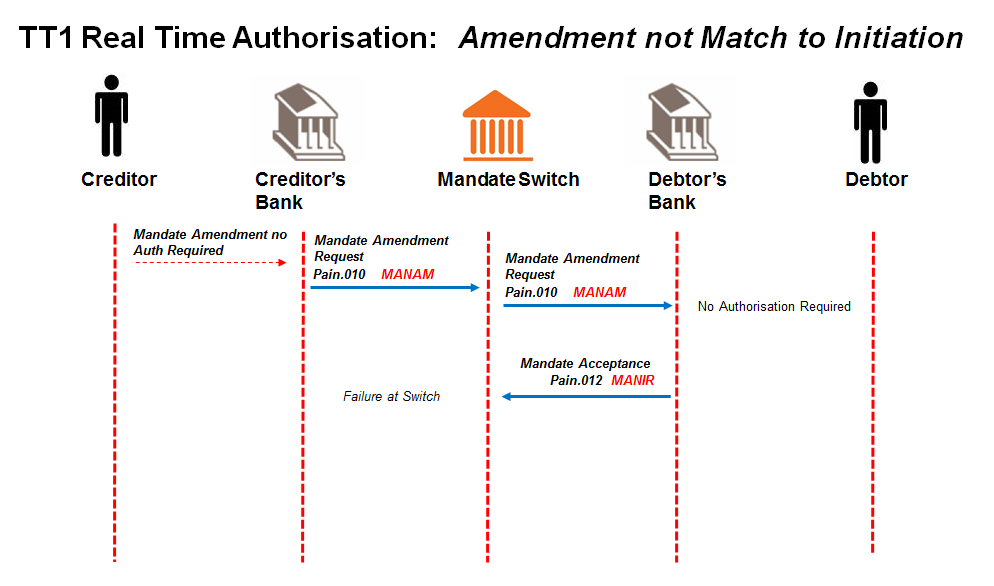 TT1 Real Time Authorisation: Amendment not Match to Initiation
Creditor
Creditor's
Bank
Mandate Switch
Debtor's
Bank
Debtor
Mandate Amendment no
Auth Required
Mandate Amendment
Request
Pain.010 MANAM
Mandate Amendment
Request
Pain.010 MANAM
No Authorisation Required
Mandate Acceptance
Pain.012 MANIR
Failure at Switch